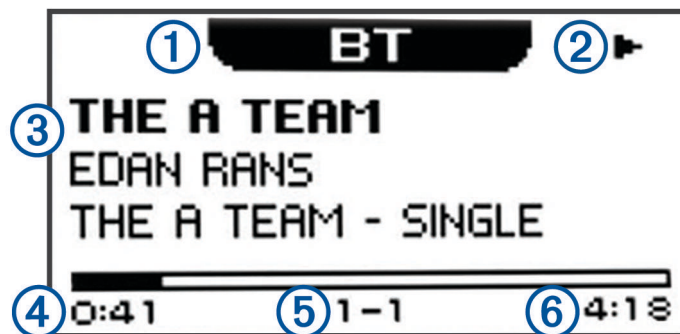 1 BT 2
3 THE A TEAM
EDAN RANS
THE A TEAM - SINGLE
4 0:41 5 1-1 6 4:18